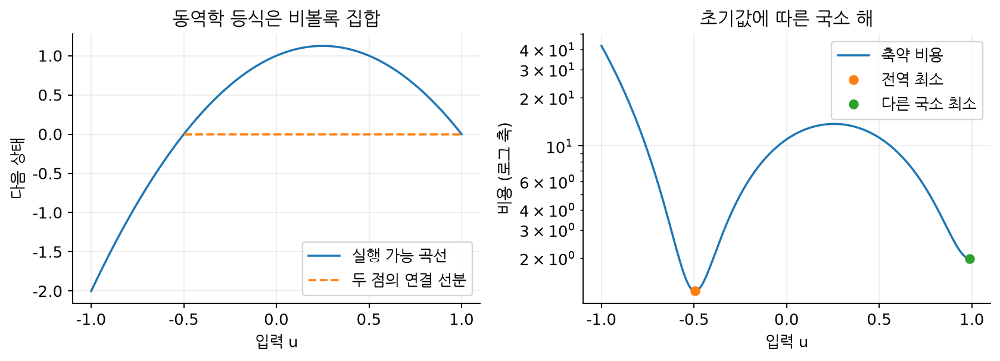 동역학 등식은 비볼록 집합
다음 상태
1.0
0.5
0.0
-0.5
-1.0
-1.5
-2.0
실행 가능 곡선
두 점의 연결 선분
-1.0
-0.5
0.0
0.5
1.0
입력 u
초기값에 따른 국소 해
비용 (로그 축)
4 × 10¹
3 × 10¹
2 × 10¹
10¹
6 × 10⁰
4 × 10⁰
3 × 10⁰
2 × 10⁰
축약 비용
전역 최소
다른 국소 최소
-1.0
-0.5
0.0
0.5
1.0
입력 u